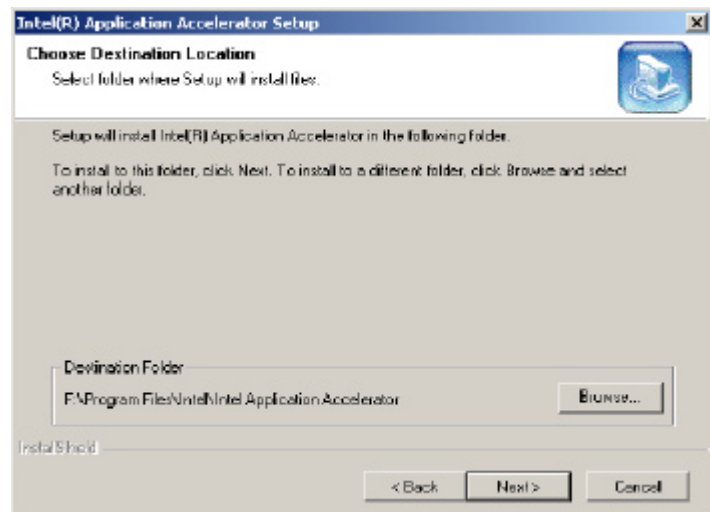 Intel(R) Application Accelerator Setup
Choose Destination Location
Select folder where Setup will install files.
Setup will install Intel(R) Application Accelerator in the following folder.
To install to this folder, click Next. To install to a different folder, click Browse and select
another folder.
Destination Folder
F:\Program Files\Intel\Intel Application Accelerator
Browse...
InstallShield
< Back
Next >
Cancel